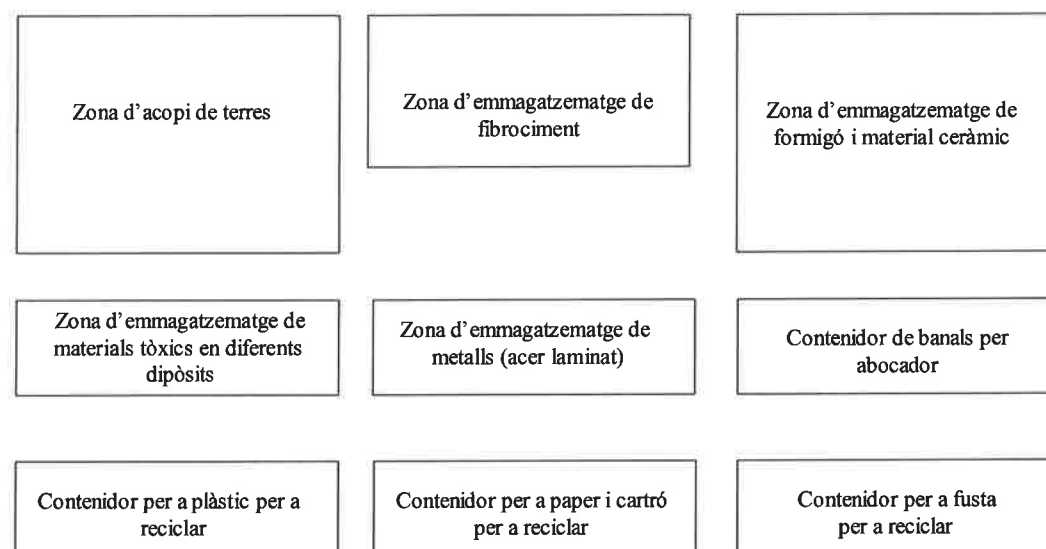 Zona d'acopi de terres
Zona d'emmagatzematge de
fibrociment
Zona d'emmagatzematge de
formigó i material ceràmic
Zona d'emmagatzematge de
materials tòxics en diferents
dipòsits
Zona d'emmagatzematge de
metalls (acer laminat)
Contenidor de banals per
abocador
Contenidor per a plàstic per a
reciclar
Contenidor per a paper i cartró
per a reciclar
Contenidor per a fusta
per a reciclar